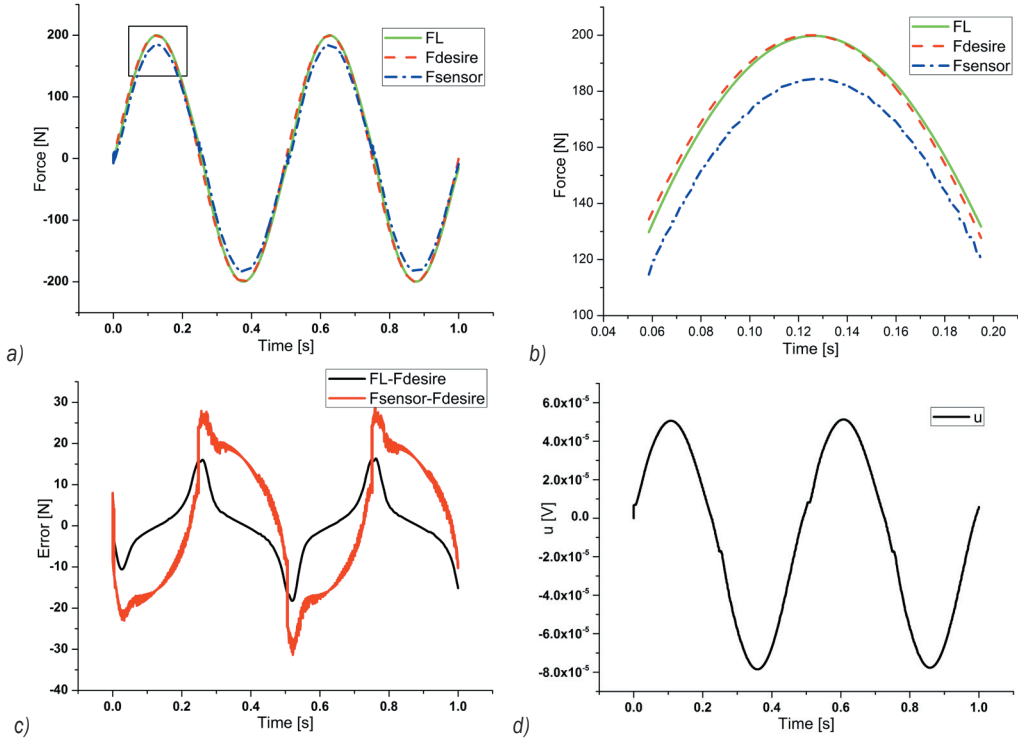 FL
Fdesire
Fsensor
Force [N]
200
100
0
-100
-200
0.0 0.2 0.4 0.6 0.8 1.0
Time [s]
a)
FL
Fdesire
Fsensor
Force [N]
200
180
160
140
120
100
0.04 0.06 0.08 0.10 0.12 0.14 0.16 0.18 0.20
Time [s]
b)
FL-Fdesire
Fsensor-Fdesire
Error [N]
30
20
10
0
-10
-20
-30
-40
0.0 0.2 0.4 0.6 0.8 1.0
Time [s]
c)
u
u [V]
6.0x10⁻⁵
4.0x10⁻⁵
2.0x10⁻⁵
0.0
-2.0x10⁻⁵
-4.0x10⁻⁵
-6.0x10⁻⁵
-8.0x10⁻⁵
0.0 0.2 0.4 0.6 0.8 1.0
Time [s]
d)